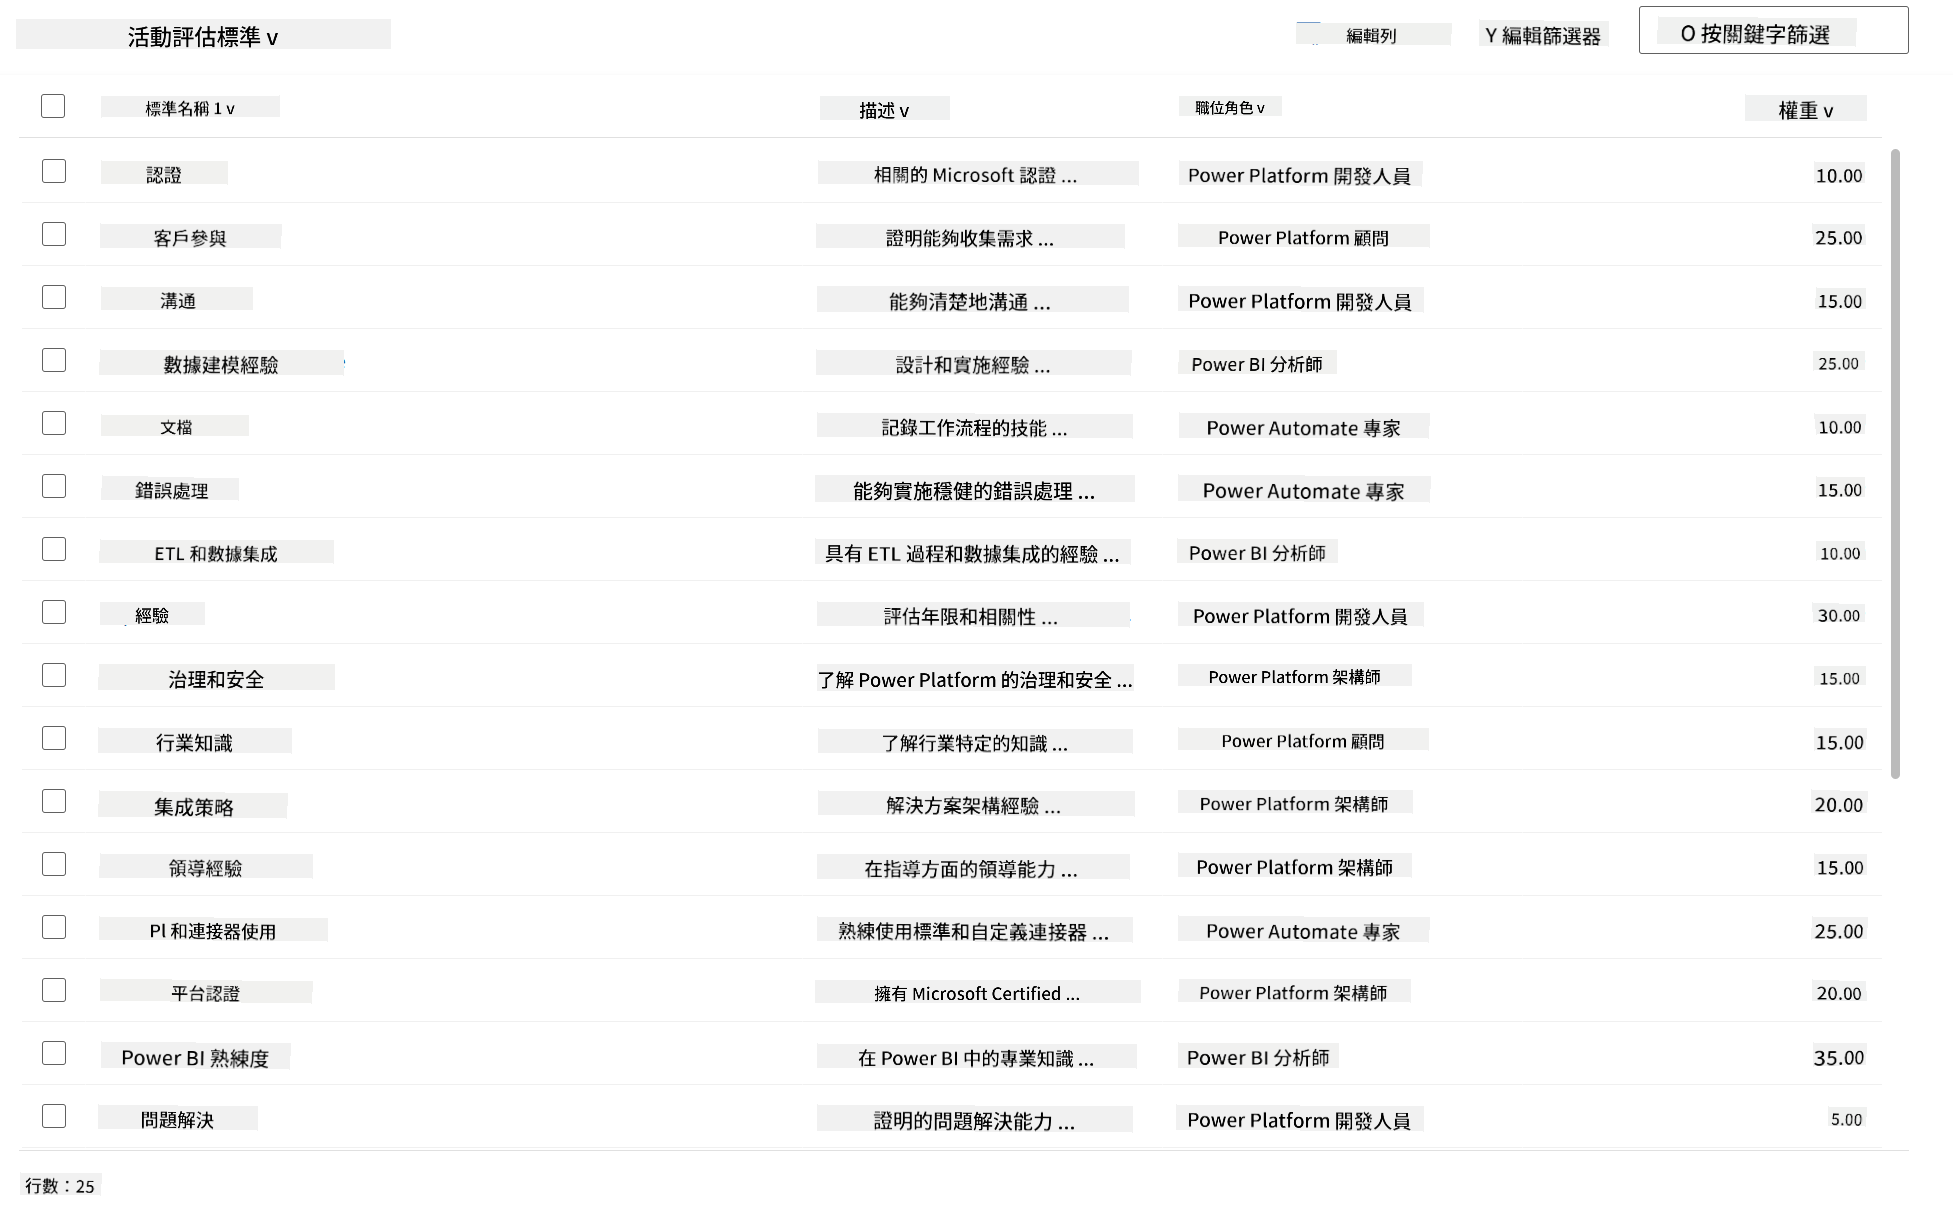 活動評估標準 v
編輯列 Y 編輯篩選器 O 按關鍵字篩選
標準名稱 1 v 描述 v 職位角色 v 權重 v
認證 相關的 Microsoft 認證 ... Power Platform 開發人員 10.00
客戶參與 證明能夠收集需求 ... Power Platform 顧問 25.00
溝通 能夠清楚地溝通 ... Power Platform 開發人員 15.00
數據建模經驗 設計和實施經驗 ... Power BI 分析師 25.00
文檔 記錄工作流程的技能 ... Power Automate 專家 10.00
錯誤處理 能夠實施穩健的錯誤處理 ... Power Automate 專家 15.00
ETL 和數據集成 具有 ETL 過程和數據集成的經驗 ... Power BI 分析師 10.00
經驗 評估年限和相關性 ... Power Platform 開發人員 30.00
治理和安全 了解 Power Platform 的治理和安全 ... Power Platform 架構師 15.00
行業知識 了解行業特定的知識 ... Power Platform 顧問 15.00
集成策略 解決方案架構經驗 ... Power Platform 架構師 20.00
領導經驗 在指導方面的領導能力 ... Power Platform 架構師 15.00
Pl 和連接器使用 熟練使用標準和自定義連接器 ... Power Automate 專家 25.00
平台認證 擁有 Microsoft Certified ... Power Platform 架構師 20.00
Power BI 熟練度 在 Power BI 中的專業知識 ... Power BI 分析師 35.00
問題解決 證明的問題解決能力 ... Power Platform 開發人員 5.00
行數：25